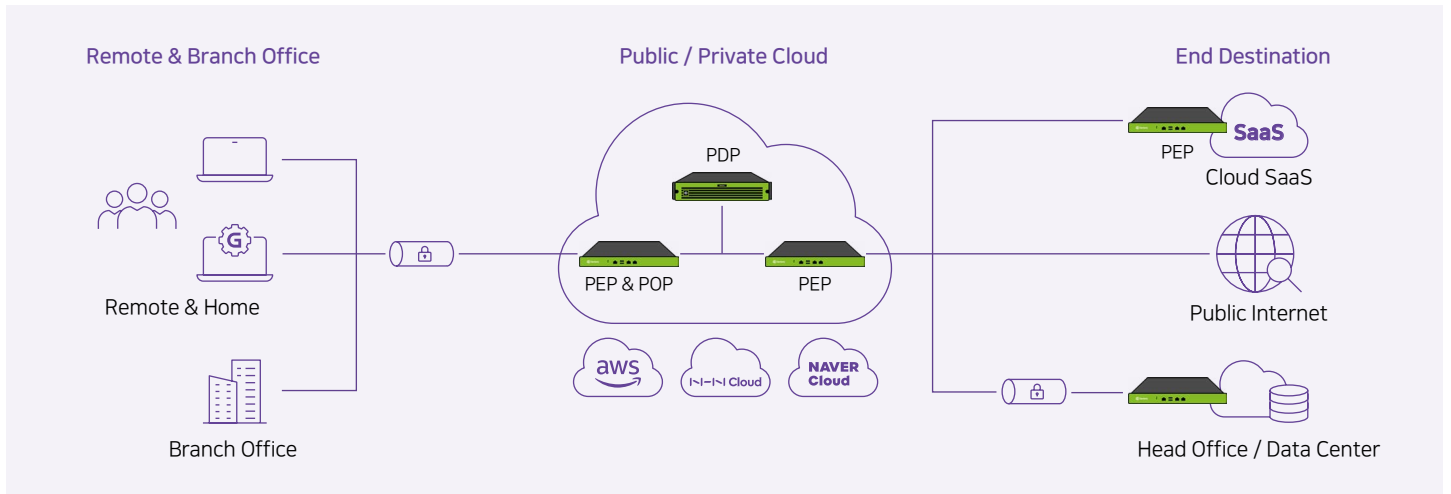 Remote & Branch Office
Public / Private Cloud
End Destination
G
Remote & Home
Branch Office
PDP
PEP & POP
PEP
aws
Cloud
NAVER
Cloud
SaaS
PEP
Cloud SaaS
Public Internet
Head Office / Data Center